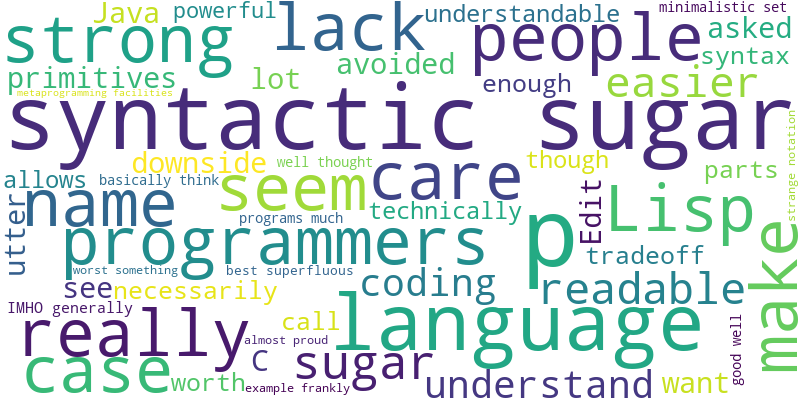 Java powerful lack understandable minimalistic set
strong people asked
primitives lot avoided enough easier syntax
metaprogramming facilities
syntactic sugar
downside well thought though parts strange notation
allows basically think seem care
name programs much technically p Edit Lisp
utter programmers tradeoff make
worst something best superfluous
see necessarily coding readable
IMHO generally call language
really almost proud good well
case worth C sugar understand want
example frankly